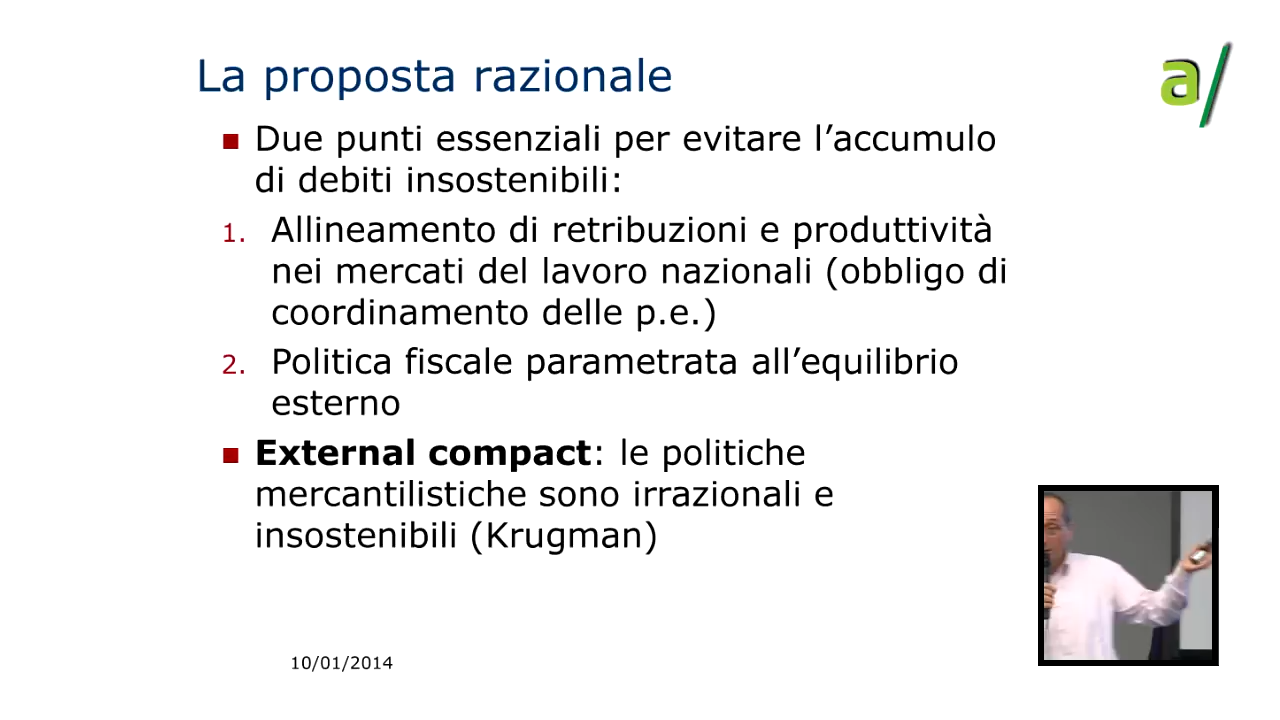 La proposta razionale
a/
Due punti essenziali per evitare l’accumulo
di debiti insostenibili:
1. Allineamento di retribuzioni e produttività
nei mercati del lavoro nazionali (obbligo di
coordinamento delle p.e.)
2. Politica fiscale parametrata all’equilibrio
esterno
External compact: le politiche
mercantilistiche sono irrazionali e
insostenibili (Krugman)
10/01/2014